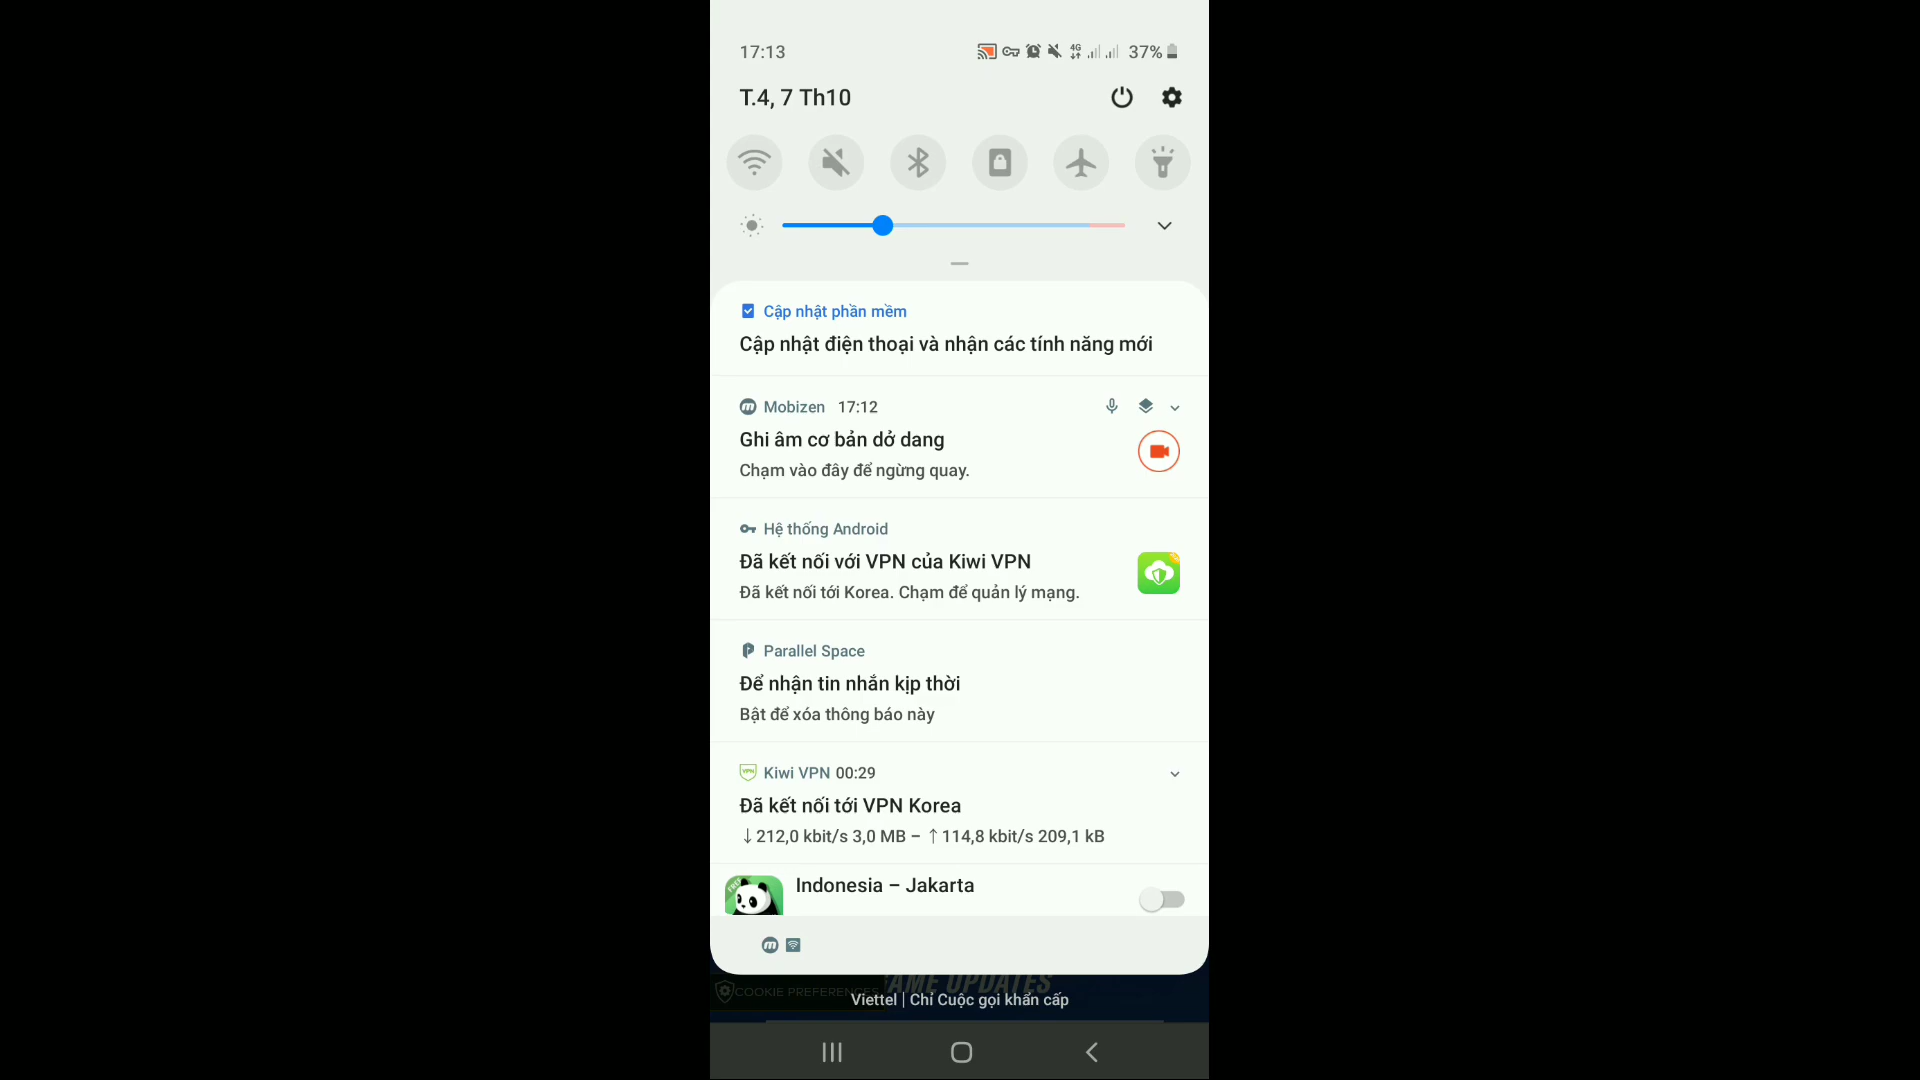 17:13
4G
37%
T.4, 7 Th10
Cập nhật phần mềm
Cập nhật điện thoại và nhận các tính năng mới
Mobizen 17:12
Ghi âm cơ bản dở dang
Chạm vào đây để ngừng quay.
Hệ thống Android
Đã kết nối với VPN của Kiwi VPN
Đã kết nối tới Korea. Chạm để quản lý mạng.
Parallel Space
Để nhận tin nhắn kịp thời
Bật để xóa thông báo này
VPN Kiwi VPN 00:29
Đã kết nối tới VPN Korea
↓212,0 kbit/s 3,0 MB – ↑114,8 kbit/s 209,1 kB
FREE
Indonesia – Jakarta
AME UPDATES
COOKIE PREFERENCES
Viettel | Chỉ Cuộc gọi khẩn cấp